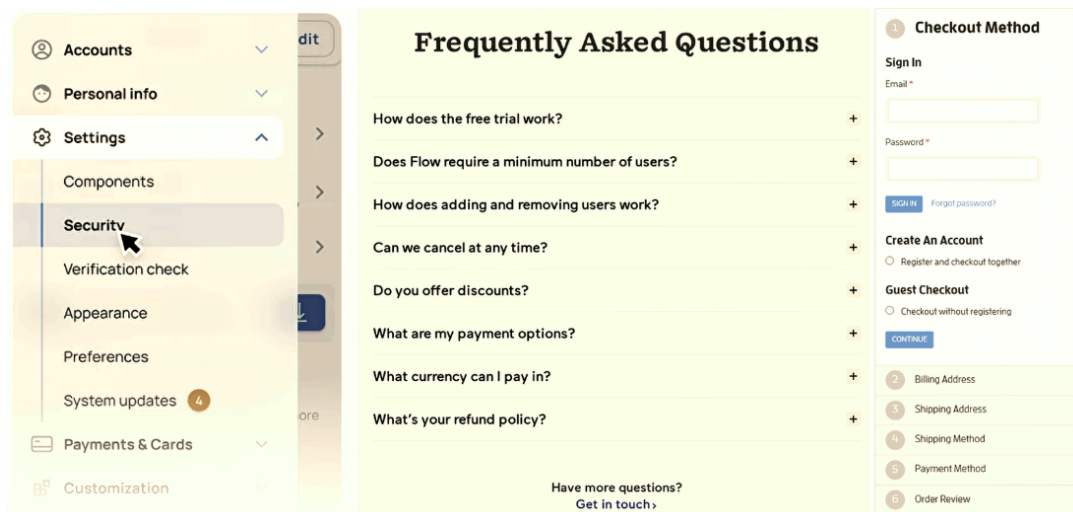 Accounts
Personal info
Settings
Components
Security
Verification check
Appearance
Preferences
System updates 4
Payments & Cards
Customization
dit
ore
Frequently Asked Questions
How does the free trial work? +
Does Flow require a minimum number of users? +
How does adding and removing users work? +
Can we cancel at any time? +
Do you offer discounts? +
What are my payment options? +
What currency can I pay in? +
What's your refund policy? +
Have more questions?
Get in touch ›
1 Checkout Method
Sign In
Email *
Password *
SIGN IN Forgot password?
Create An Account
Register and checkout together
Guest Checkout
Checkout without registering
CONTINUE
2 Billing Address
3 Shipping Address
4 Shipping Method
5 Payment Method
6 Order Review